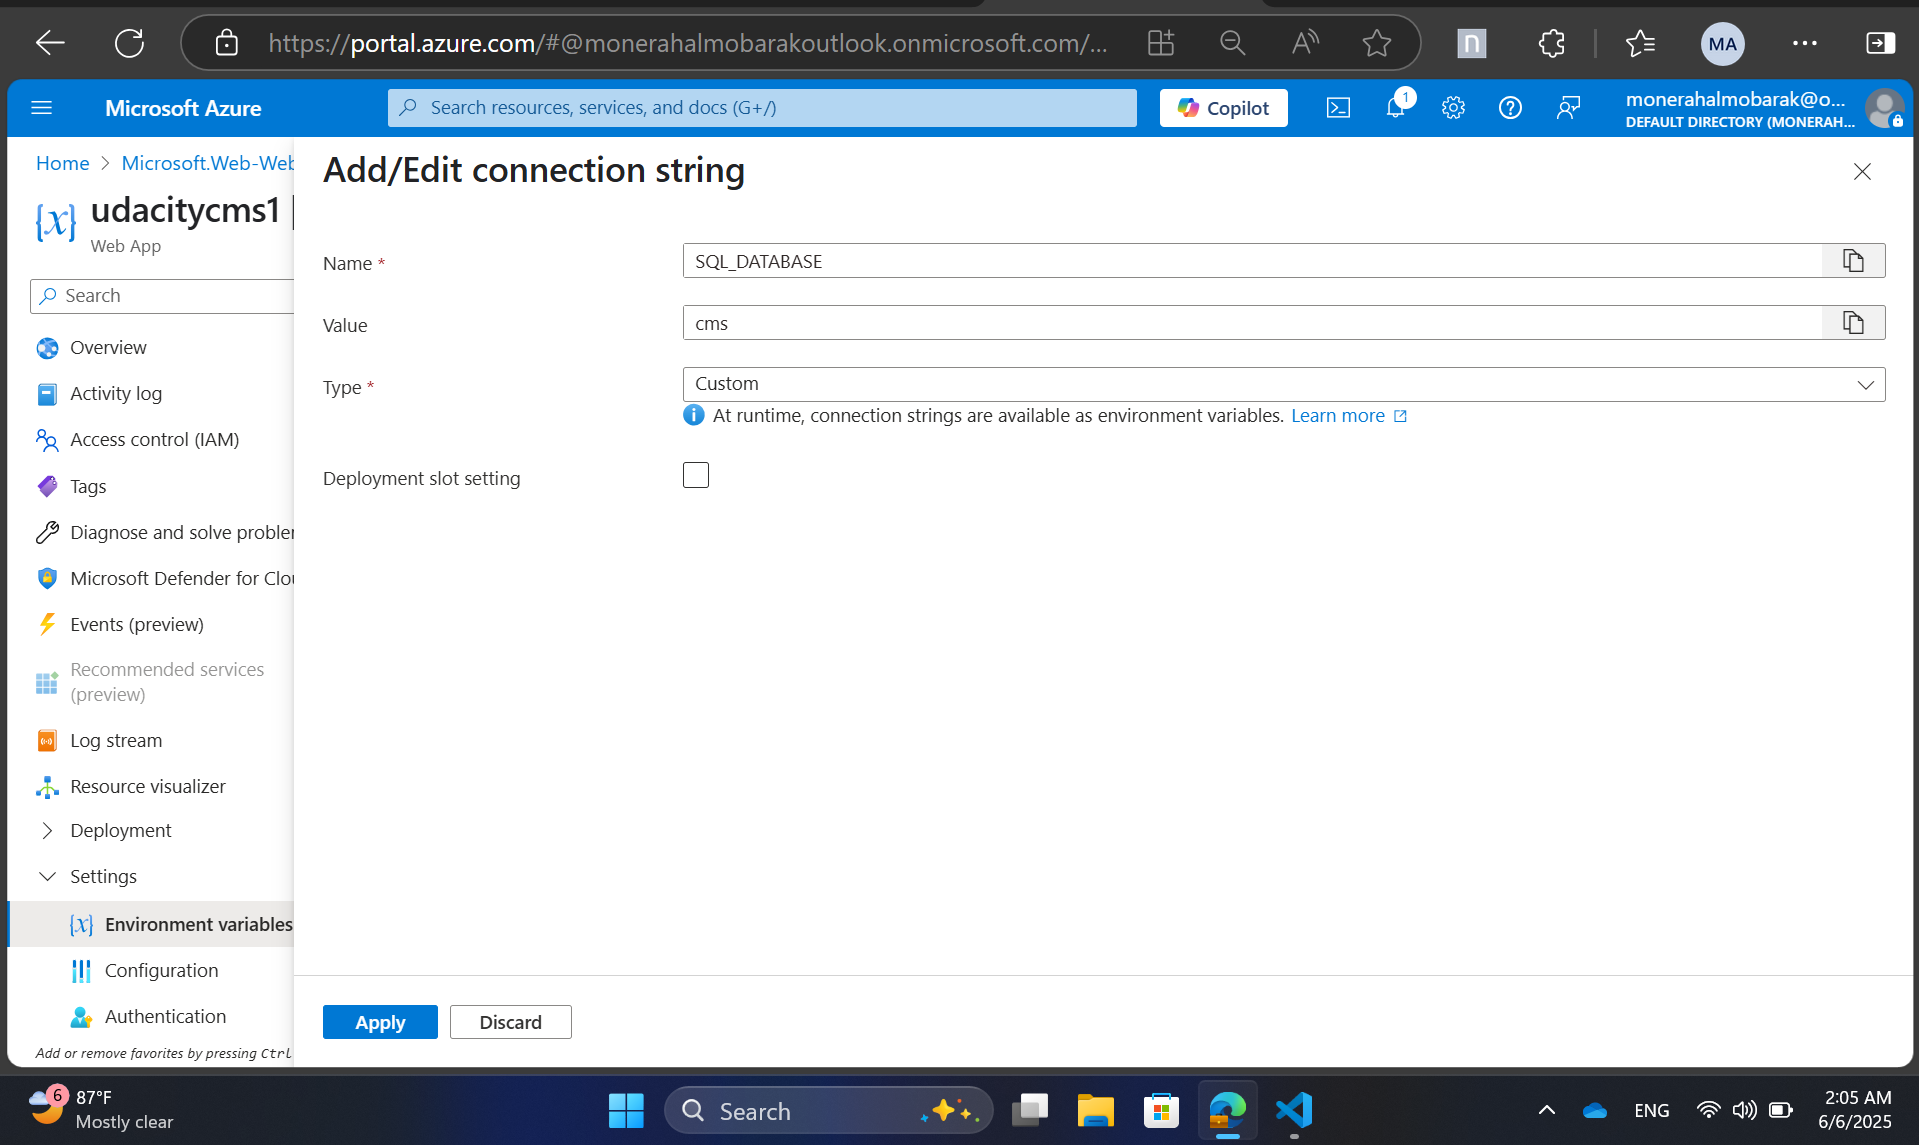 https://portal.azure.com/#@monerahalmobarakoutlook.onmicrosoft.com/...
n
MA
Microsoft Azure
Search resources, services, and docs (G+/)
Copilot
1
monerahalmobarak@o...
DEFAULT DIRECTORY (MONERAH...
Home > Microsoft.Web-Web
udacitycms1 |
Web App
Search
Overview
Activity log
Access control (IAM)
Tags
Diagnose and solve probler
Microsoft Defender for Clou
Events (preview)
Recommended services
(preview)
Log stream
Resource visualizer
Deployment
Settings
Environment variables
Configuration
Authentication
Add or remove favorites by pressing Ctrl
Add/Edit connection string
Name *
SQL_DATABASE
Value
cms
Type *
Custom
At runtime, connection strings are available as environment variables. Learn more
Deployment slot setting
Apply
Discard
6
87°F
Mostly clear
Search
ENG
2:05 AM
6/6/2025